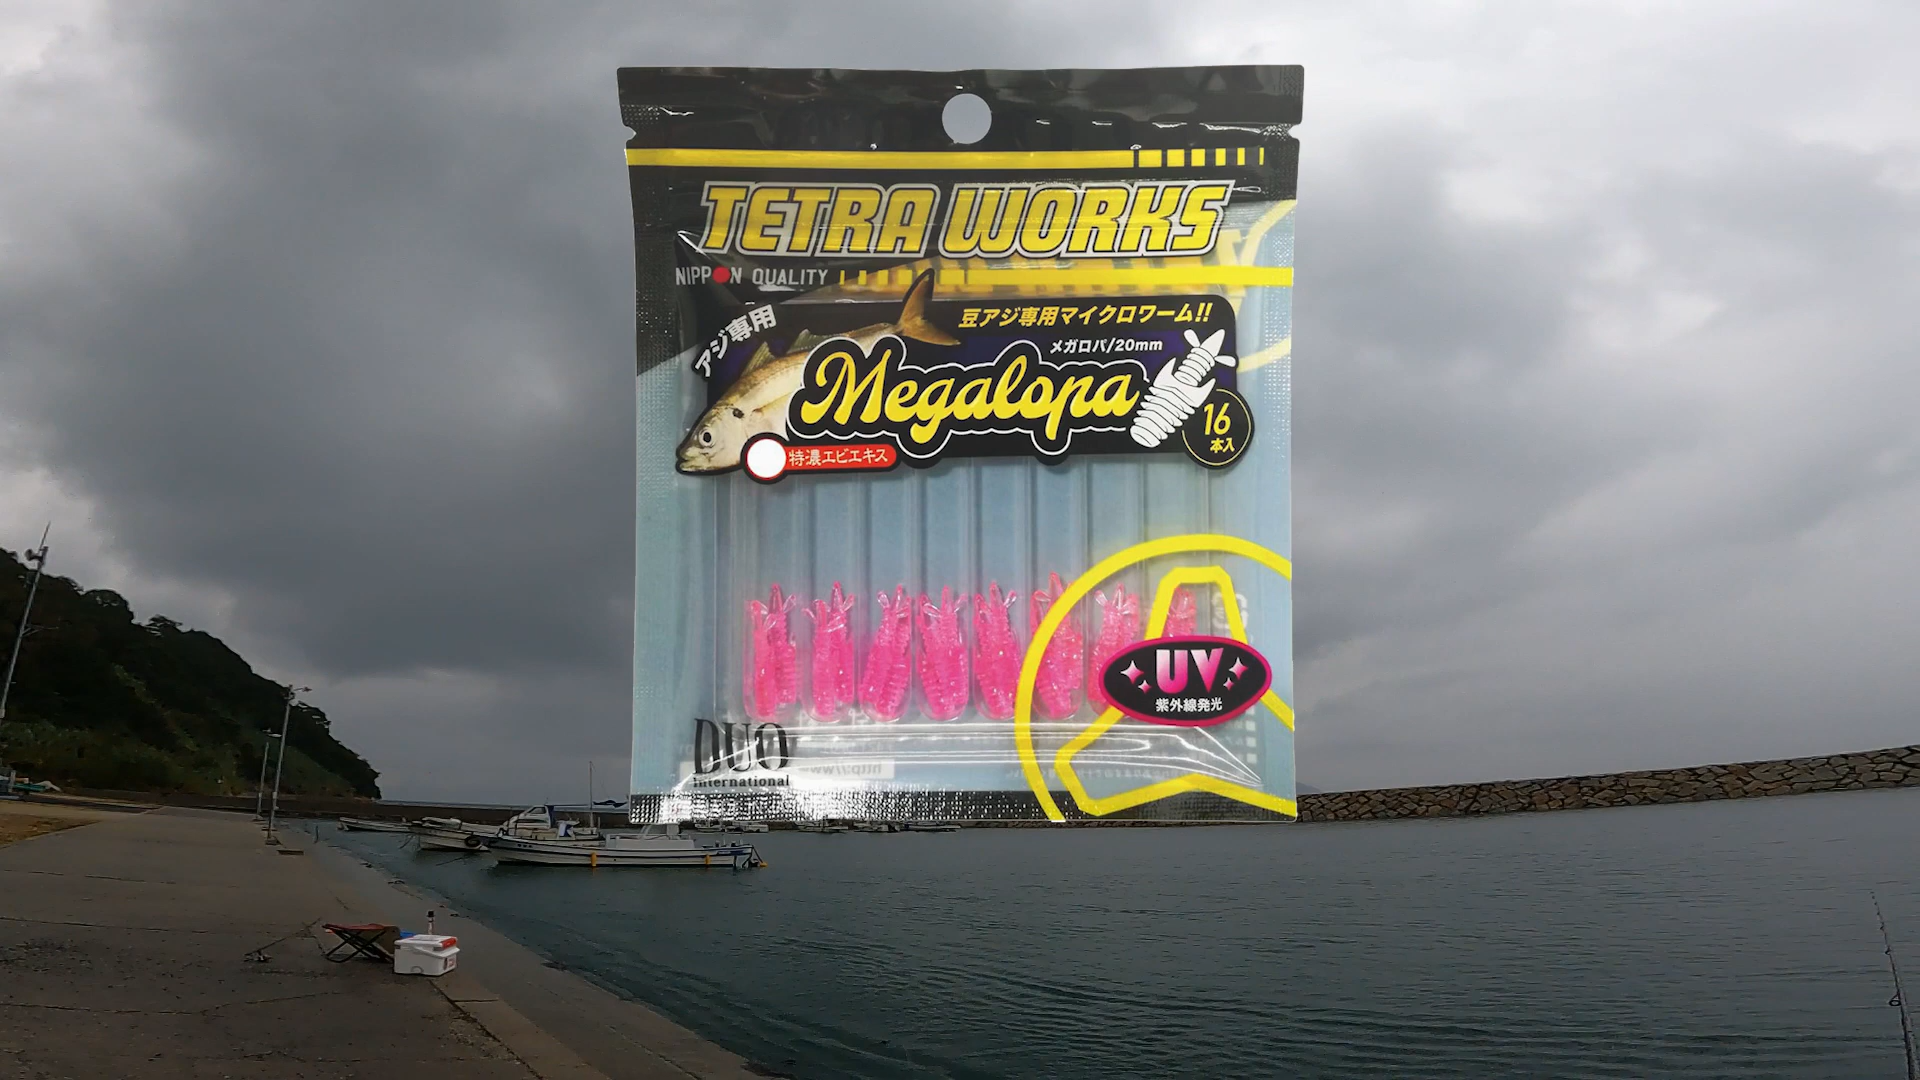 TETRA WORKS
NIPPON QUALITY
アジ専用
豆アジ専用マイクロワーム!!
メガロパ/20mm
Megalopa
16
本入
特濃エビエキス
UV
紫外線発光
DUO
International